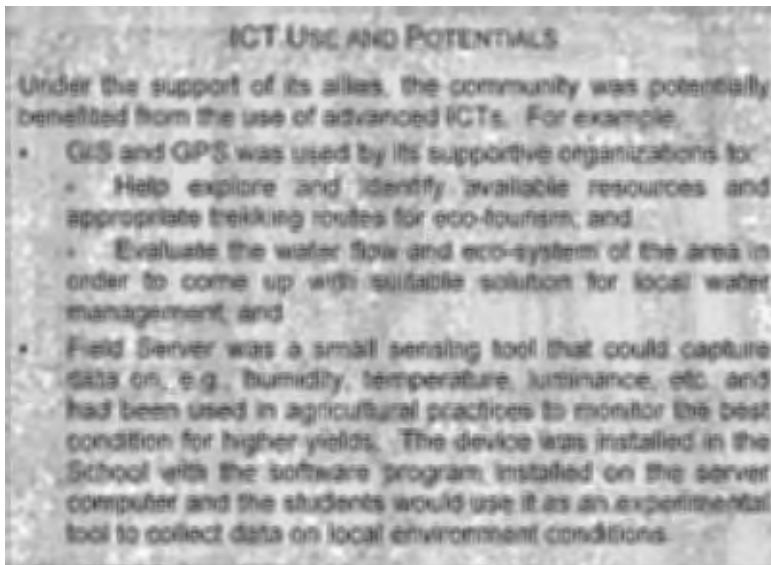 ICT USE AND POTENTIALS
Under the support of its allies, the community was potentially
benefited from the use of advanced ICTs. For example,
• GIS and GPS was used by its supportive organizations to:
• Help explore and identify available resources and
appropriate trekking routes for eco-tourism; and
• Evaluate the water flow and eco-system of the area in
order to come up with suitable solution for local water
management; and
• Field Server was a small sensing tool that could capture
data on, e.g., humidity, temperature, luminance, etc. and
had been used in agricultural practices to monitor the best
condition for higher yields. The device was installed in the
School with the software program installed on the server
computer and the students would use it as an experimental
tool to collect data on local environment conditions.